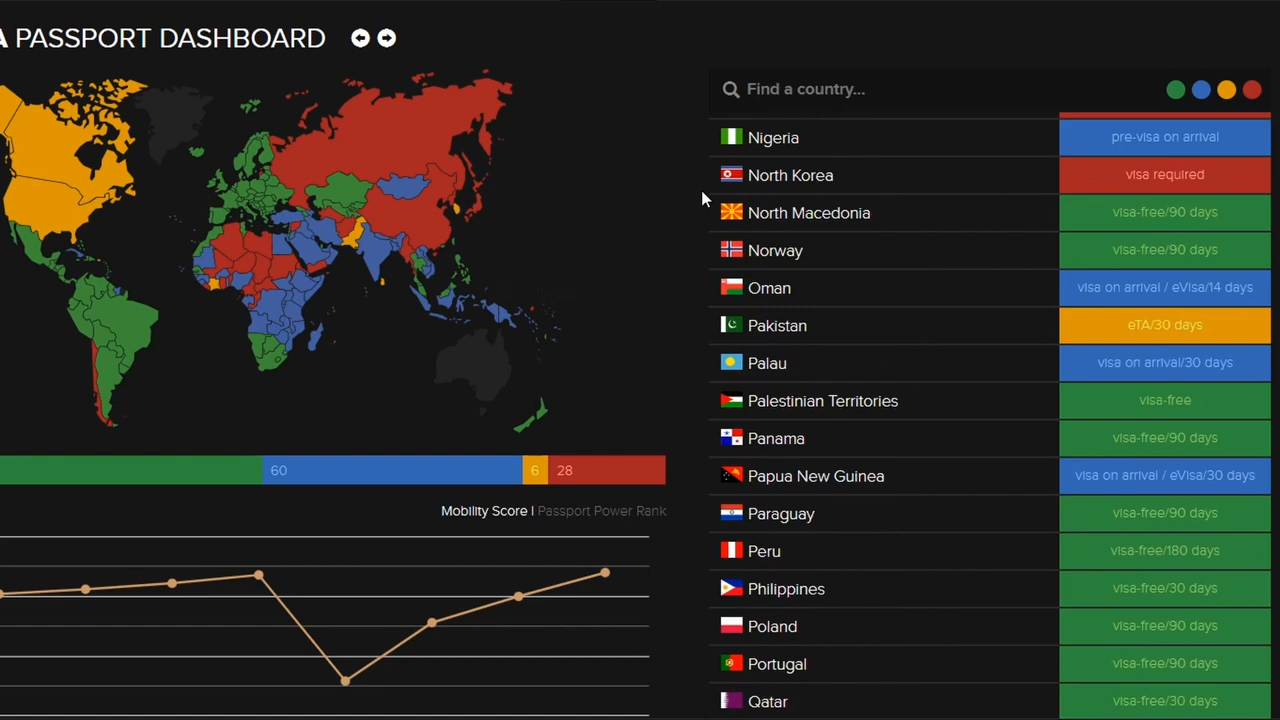 A PASSPORT DASHBOARD
Find a country...
Nigeria pre-visa on arrival
North Korea visa required
North Macedonia visa-free/90 days
Norway visa-free/90 days
Oman visa on arrival / eVisa/14 days
Pakistan eTA/30 days
Palau visa on arrival/30 days
Palestinian Territories visa-free
Panama visa-free/90 days
Papua New Guinea visa on arrival / eVisa/30 days
Paraguay visa-free/90 days
Peru visa-free/180 days
Philippines visa-free/30 days
Poland visa-free/90 days
Portugal visa-free/90 days
Qatar visa-free/30 days
60 6 28
Mobility Score | Passport Power Rank